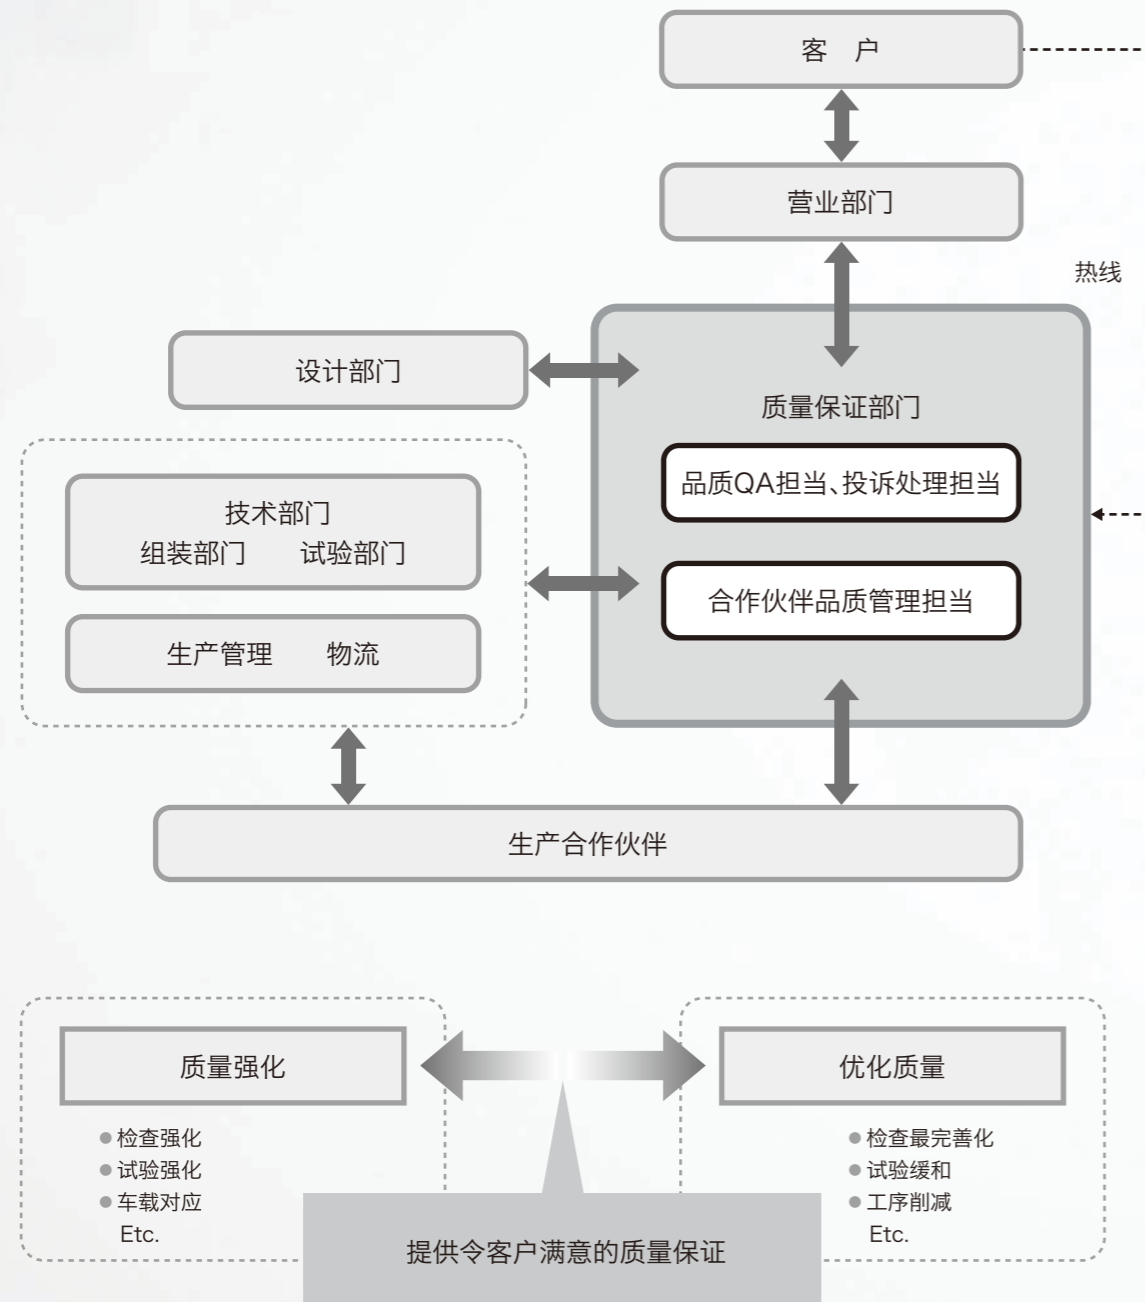 客 户
营业部门
热线
设计部门
质量保证部门
品质QA担当、投诉处理担当
技术部门
组装部门 试验部门
合作伙伴品质管理担当
生产管理 物流
生产合作伙伴
质量强化
检查强化
试验强化
车载对应
Etc.
优化质量
检查最完善化
试验缓和
工序削减
Etc.
提供令客户满意的质量保证